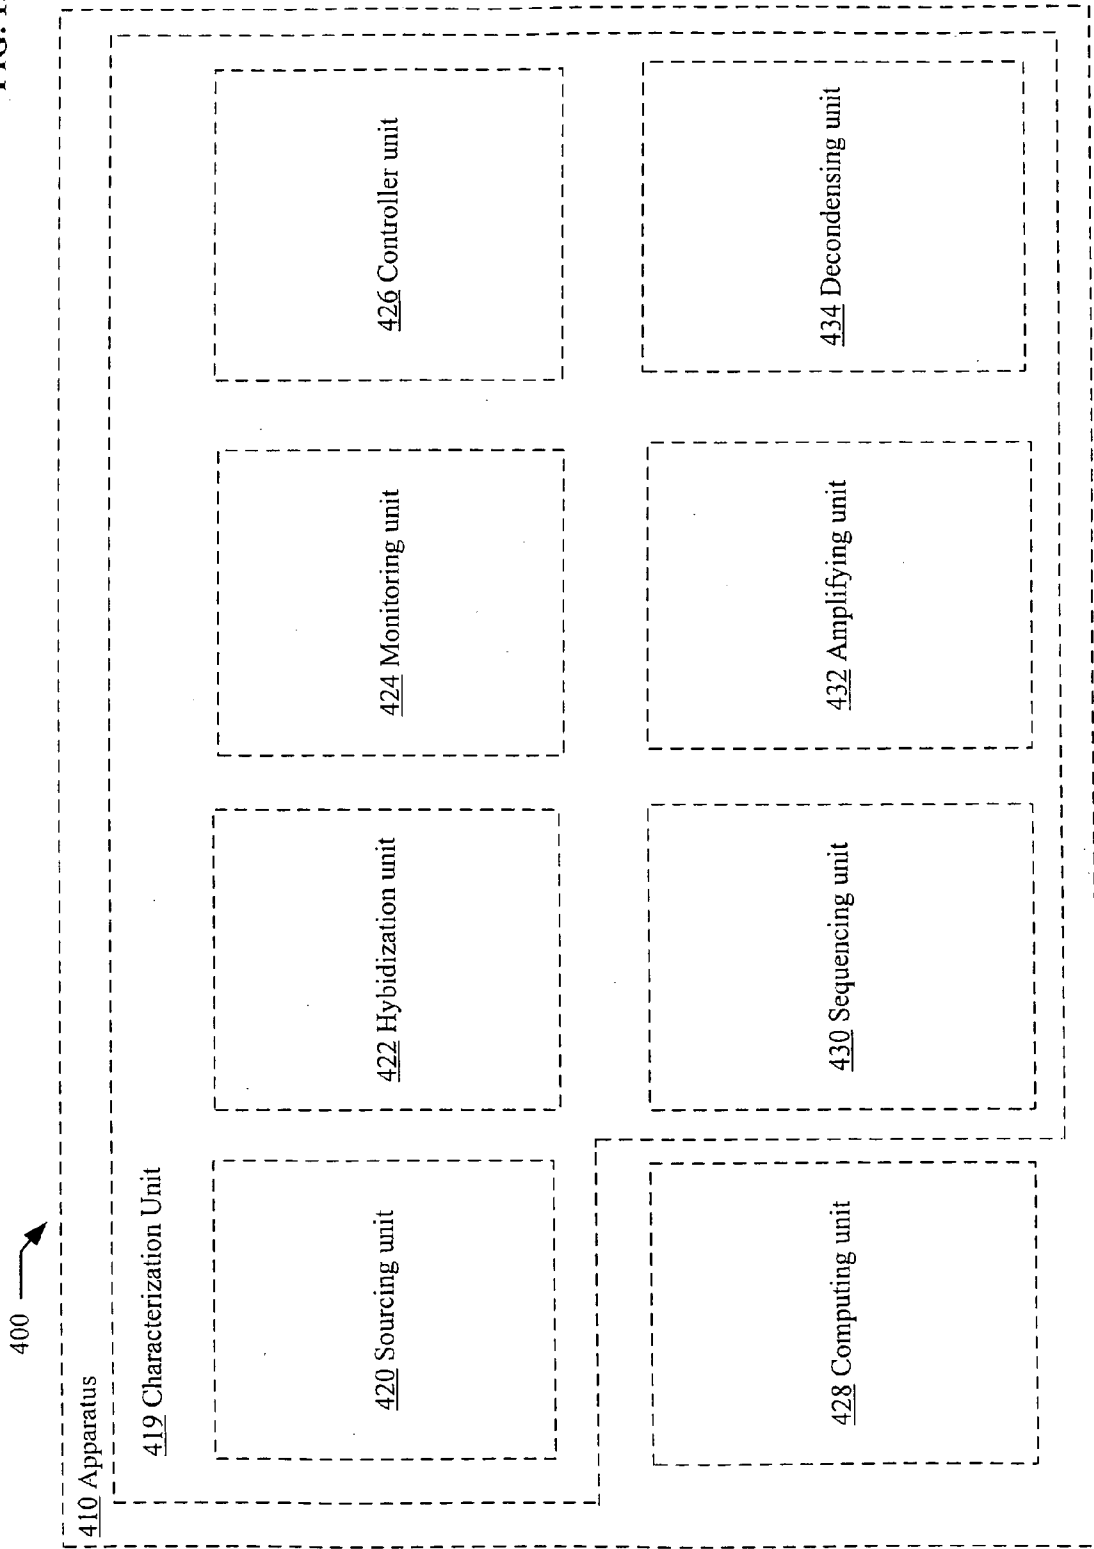 400
410 Apparatus
419 Characterization Unit
420 Sourcing unit
422 Hybidization unit
424 Monitoring unit
426 Controller unit
428 Computing unit
430 Sequencing unit
432 Amplifying unit
434 Decondensing unit